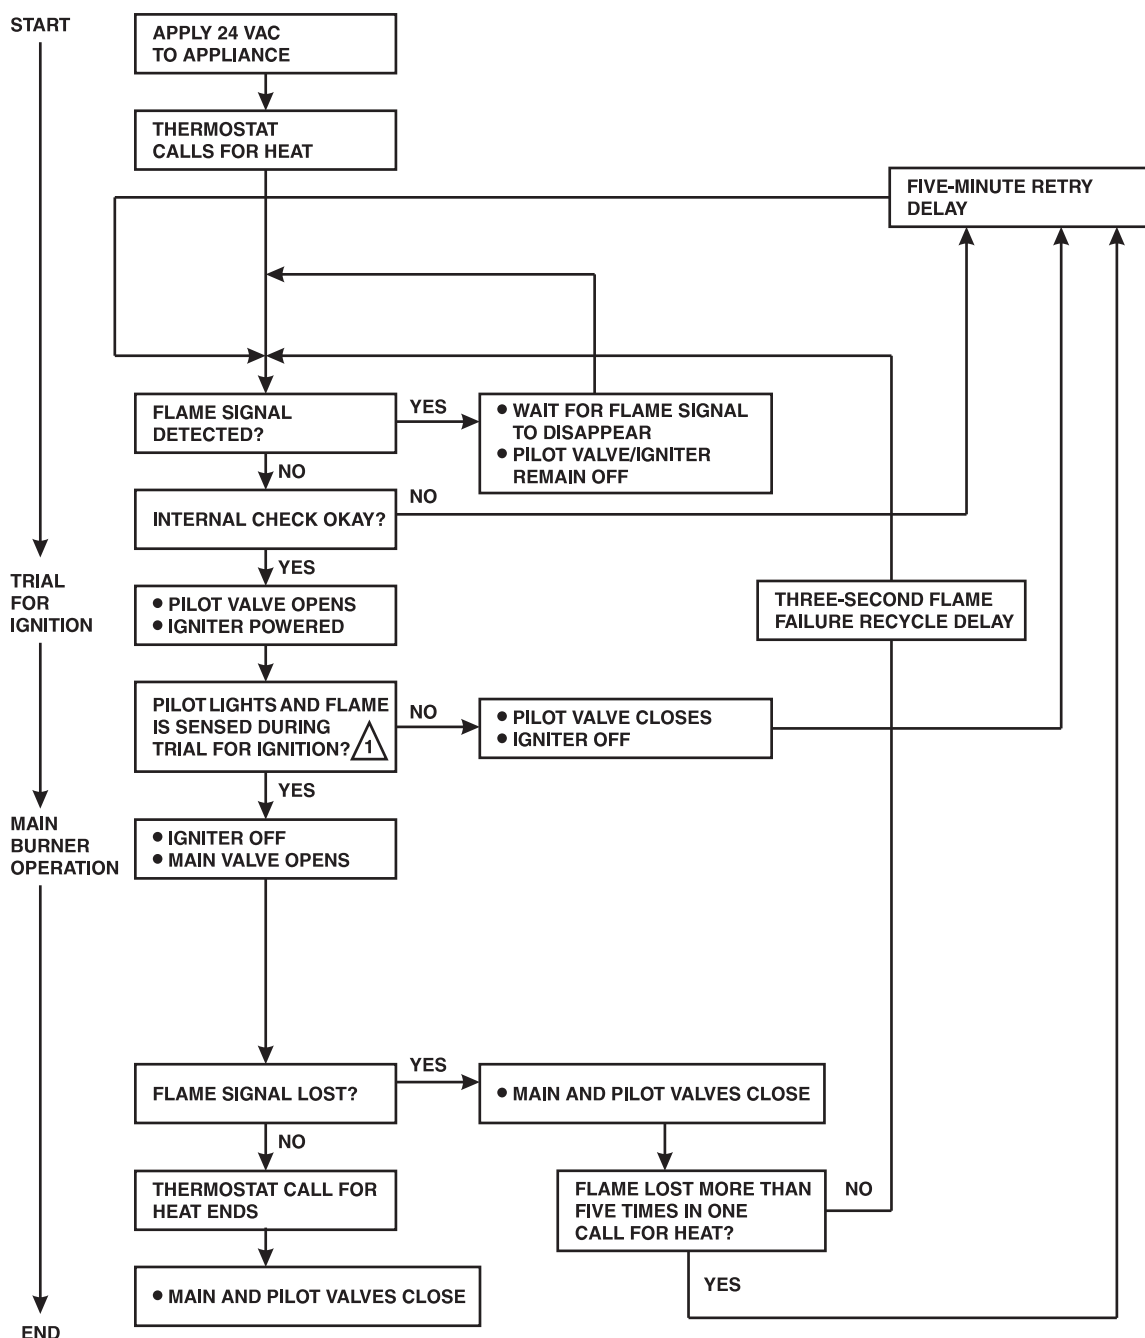 START
APPLY 24 VAC
TO APPLIANCE
THERMOSTAT
CALLS FOR HEAT
FIVE-MINUTE RETRY
DELAY
FLAME SIGNAL
DETECTED?
YES
● WAIT FOR FLAME SIGNAL
TO DISAPPEAR
● PILOT VALVE/IGNITER
REMAIN OFF
NO
INTERNAL CHECK OKAY?
NO
YES
TRIAL
FOR
IGNITION
● PILOT VALVE OPENS
● IGNITER POWERED
THREE-SECOND FLAME
FAILURE RECYCLE DELAY
PILOT LIGHTS AND FLAME
IS SENSED DURING
TRIAL FOR IGNITION?
1
NO
● PILOT VALVE CLOSES
● IGNITER OFF
YES
MAIN
BURNER
OPERATION
● IGNITER OFF
● MAIN VALVE OPENS
FLAME SIGNAL LOST?
YES
● MAIN AND PILOT VALVES CLOSE
NO
THERMOSTAT CALL FOR
HEAT ENDS
FLAME LOST MORE THAN
FIVE TIMES IN ONE
CALL FOR HEAT?
NO
YES
● MAIN AND PILOT VALVES CLOSE
END